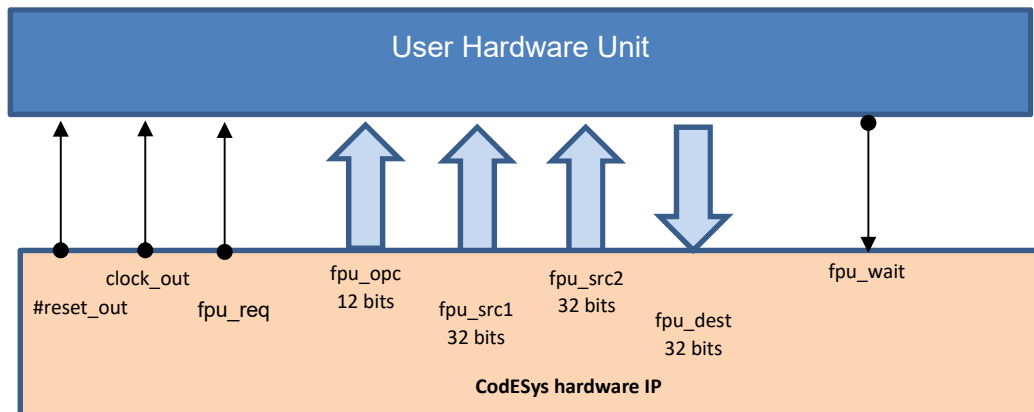 User Hardware Unit
#reset_out
clock_out
fpu_req
fpu_opc
12 bits
fpu_src1
32 bits
fpu_src2
32 bits
fpu_dest
32 bits
fpu_wait
CodESys hardware IP